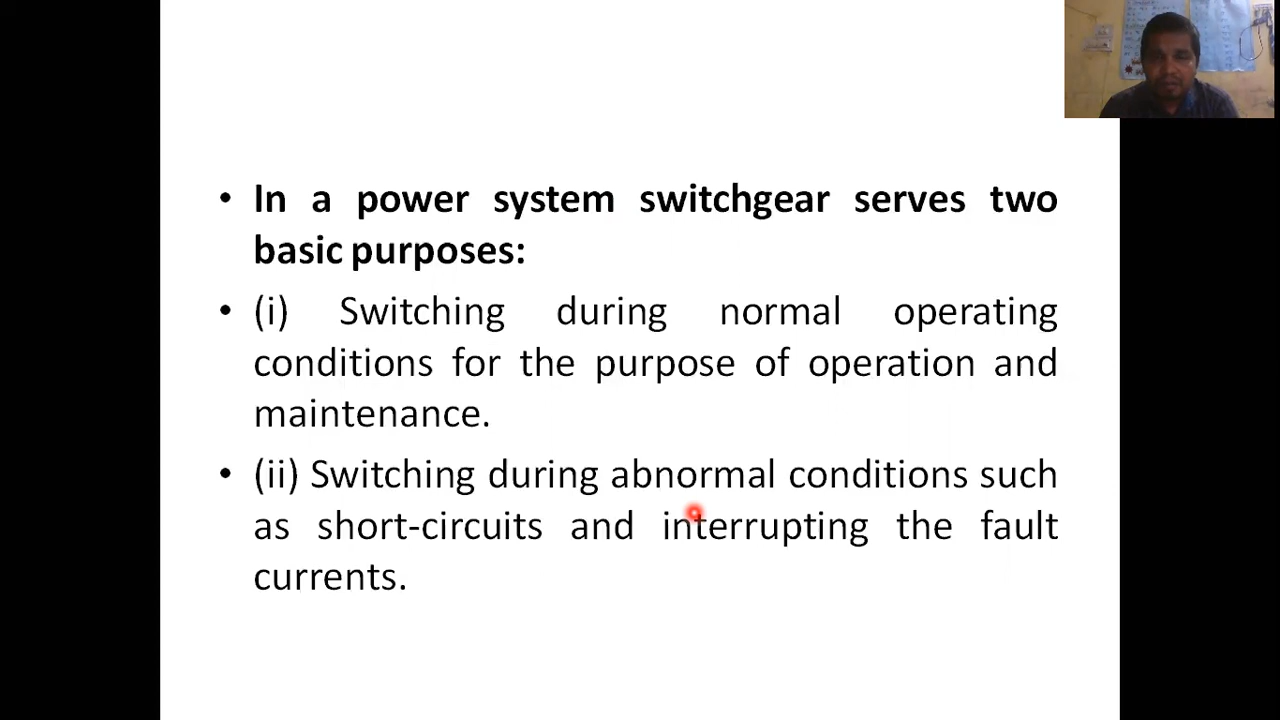 • In a power system switchgear serves two
basic purposes:
• (i) Switching during normal operating
conditions for the purpose of operation and
maintenance.
• (ii) Switching during abnormal conditions such
as short-circuits and interrupting the fault
currents.